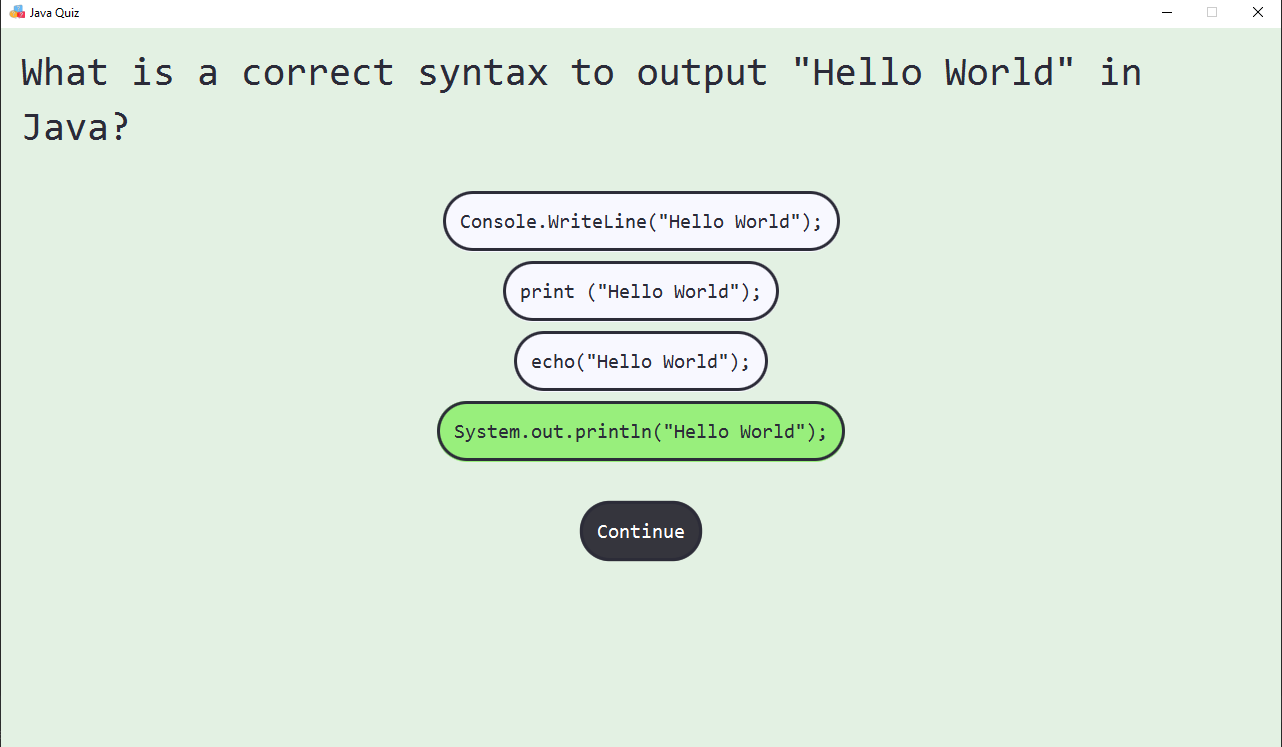 Java Quiz
What is a correct syntax to output "Hello World" in
Java?
Console.WriteLine("Hello World");
print ("Hello World");
echo("Hello World");
System.out.println("Hello World");
Continue